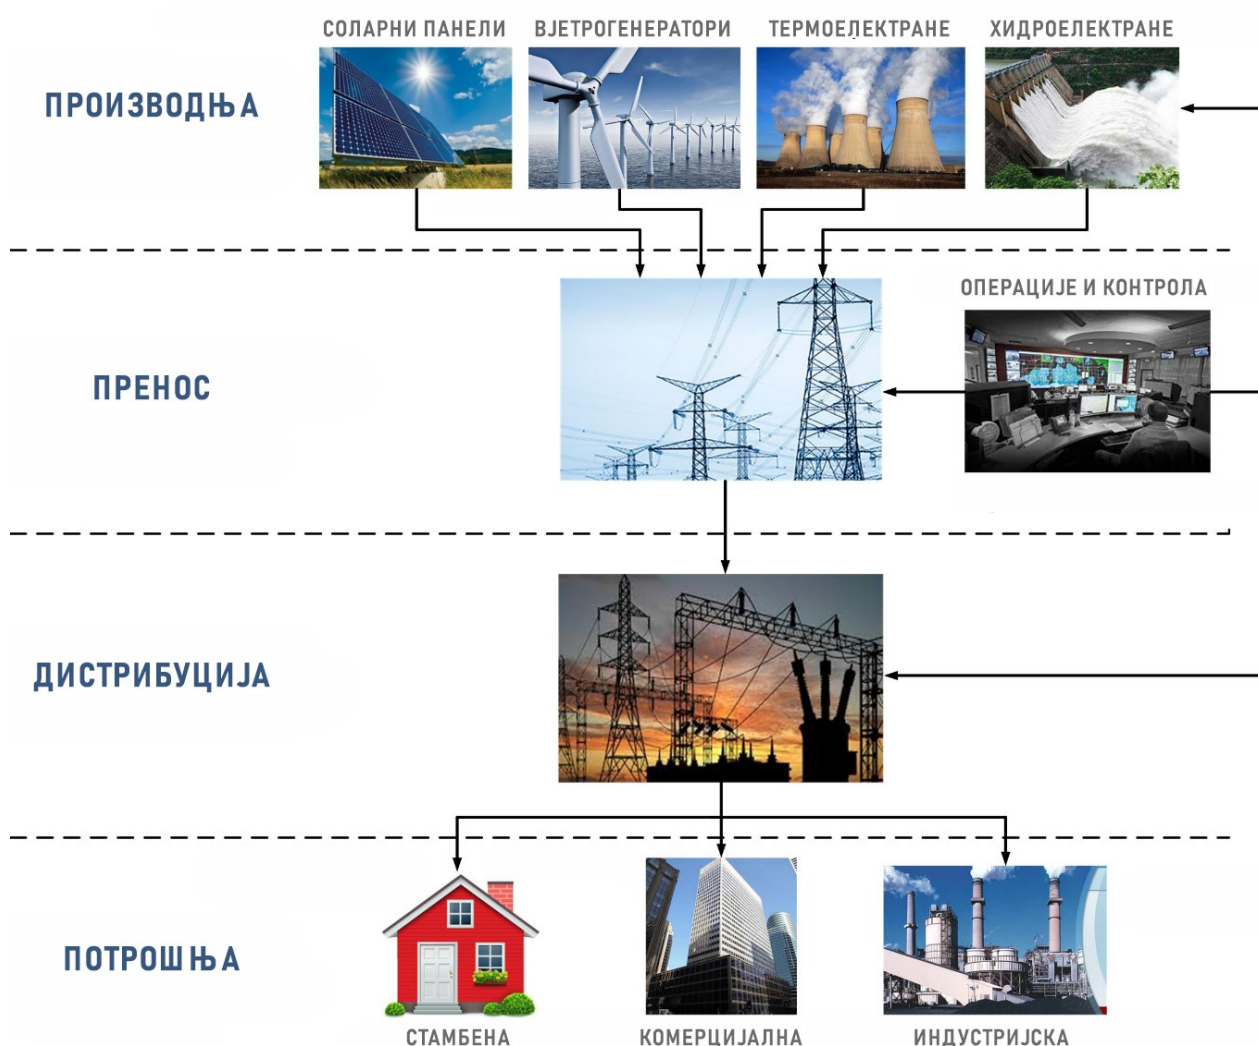 СОЛАРНИ ПАНЕЛИ
ВЈЕТРОГЕНЕРАТОРИ
ТЕРМОЕЛЕКТРАНЕ
ХИДРОЕЛЕКТРАНЕ
ПРОИЗВОДЊА
ОПЕРАЦИЈЕ И КОНТРОЛА
ПРЕНОС
ДИСТРИБУЦИЈА
ПОТРОШЊА
СТАМБЕНА
КОМЕРЦИЈАЛНА
ИНДУСТРИЈСКА